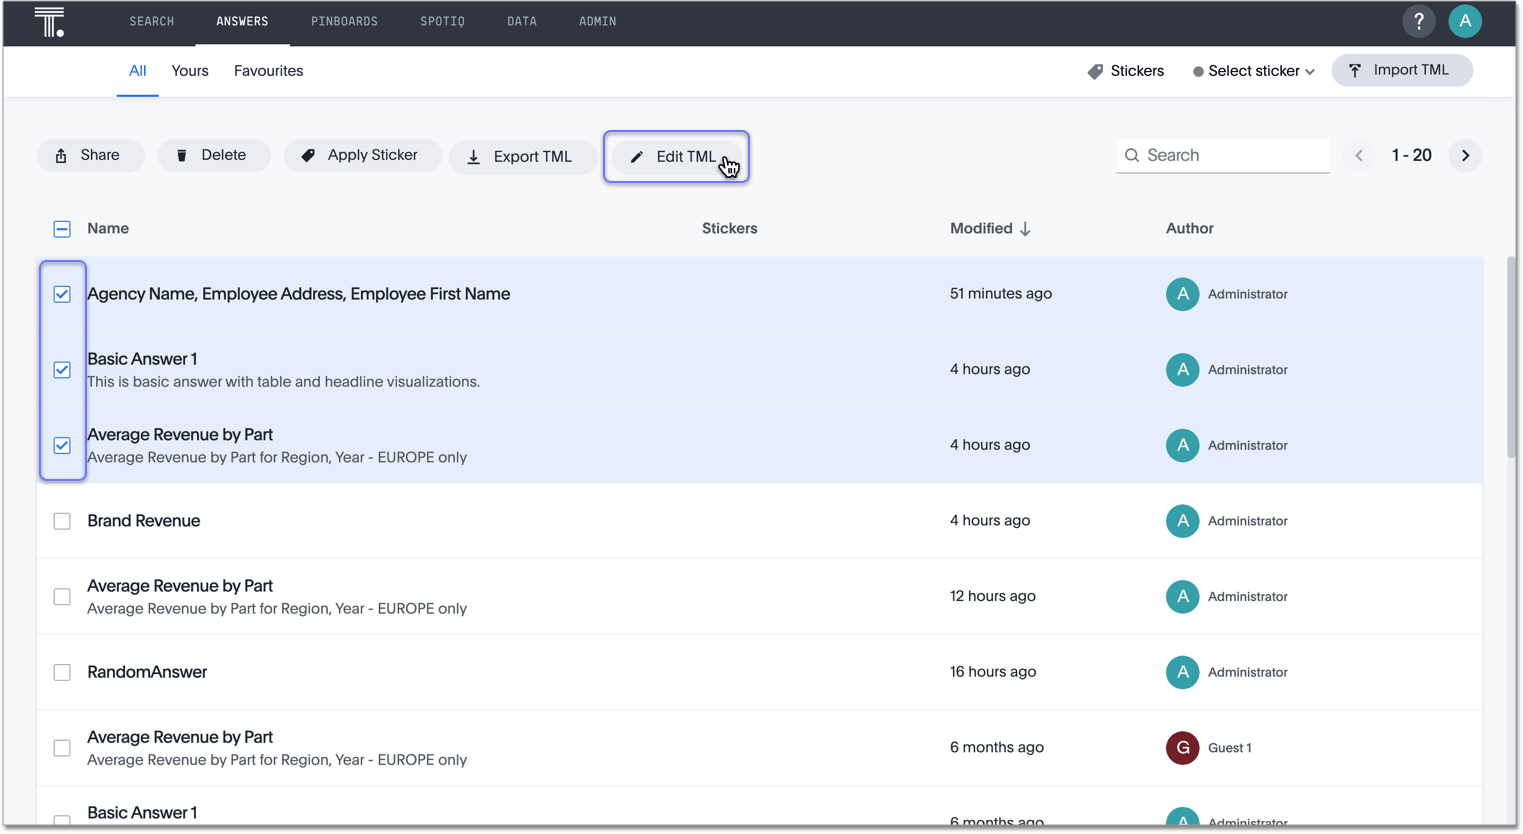 T.
SEARCH ANSWERS PINBOARDS SPOTIQ DATA ADMIN ? A
All Yours Favourites Stickers Select sticker Import TML
Share Delete Apply Sticker Export TML Edit TML Search 1 - 20
Name Stickers Modified Author
Agency Name, Employee Address, Employee First Name 51 minutes ago A Administrator
Basic Answer 1
This is basic answer with table and headline visualizations. 4 hours ago A Administrator
Average Revenue by Part
Average Revenue by Part for Region, Year - EUROPE only 4 hours ago A Administrator
Brand Revenue 4 hours ago A Administrator
Average Revenue by Part
Average Revenue by Part for Region, Year - EUROPE only 12 hours ago A Administrator
RandomAnswer 16 hours ago A Administrator
Average Revenue by Part
Average Revenue by Part for Region, Year - EUROPE only 6 months ago G Guest 1
Basic Answer 1 6 months ago A Administrator